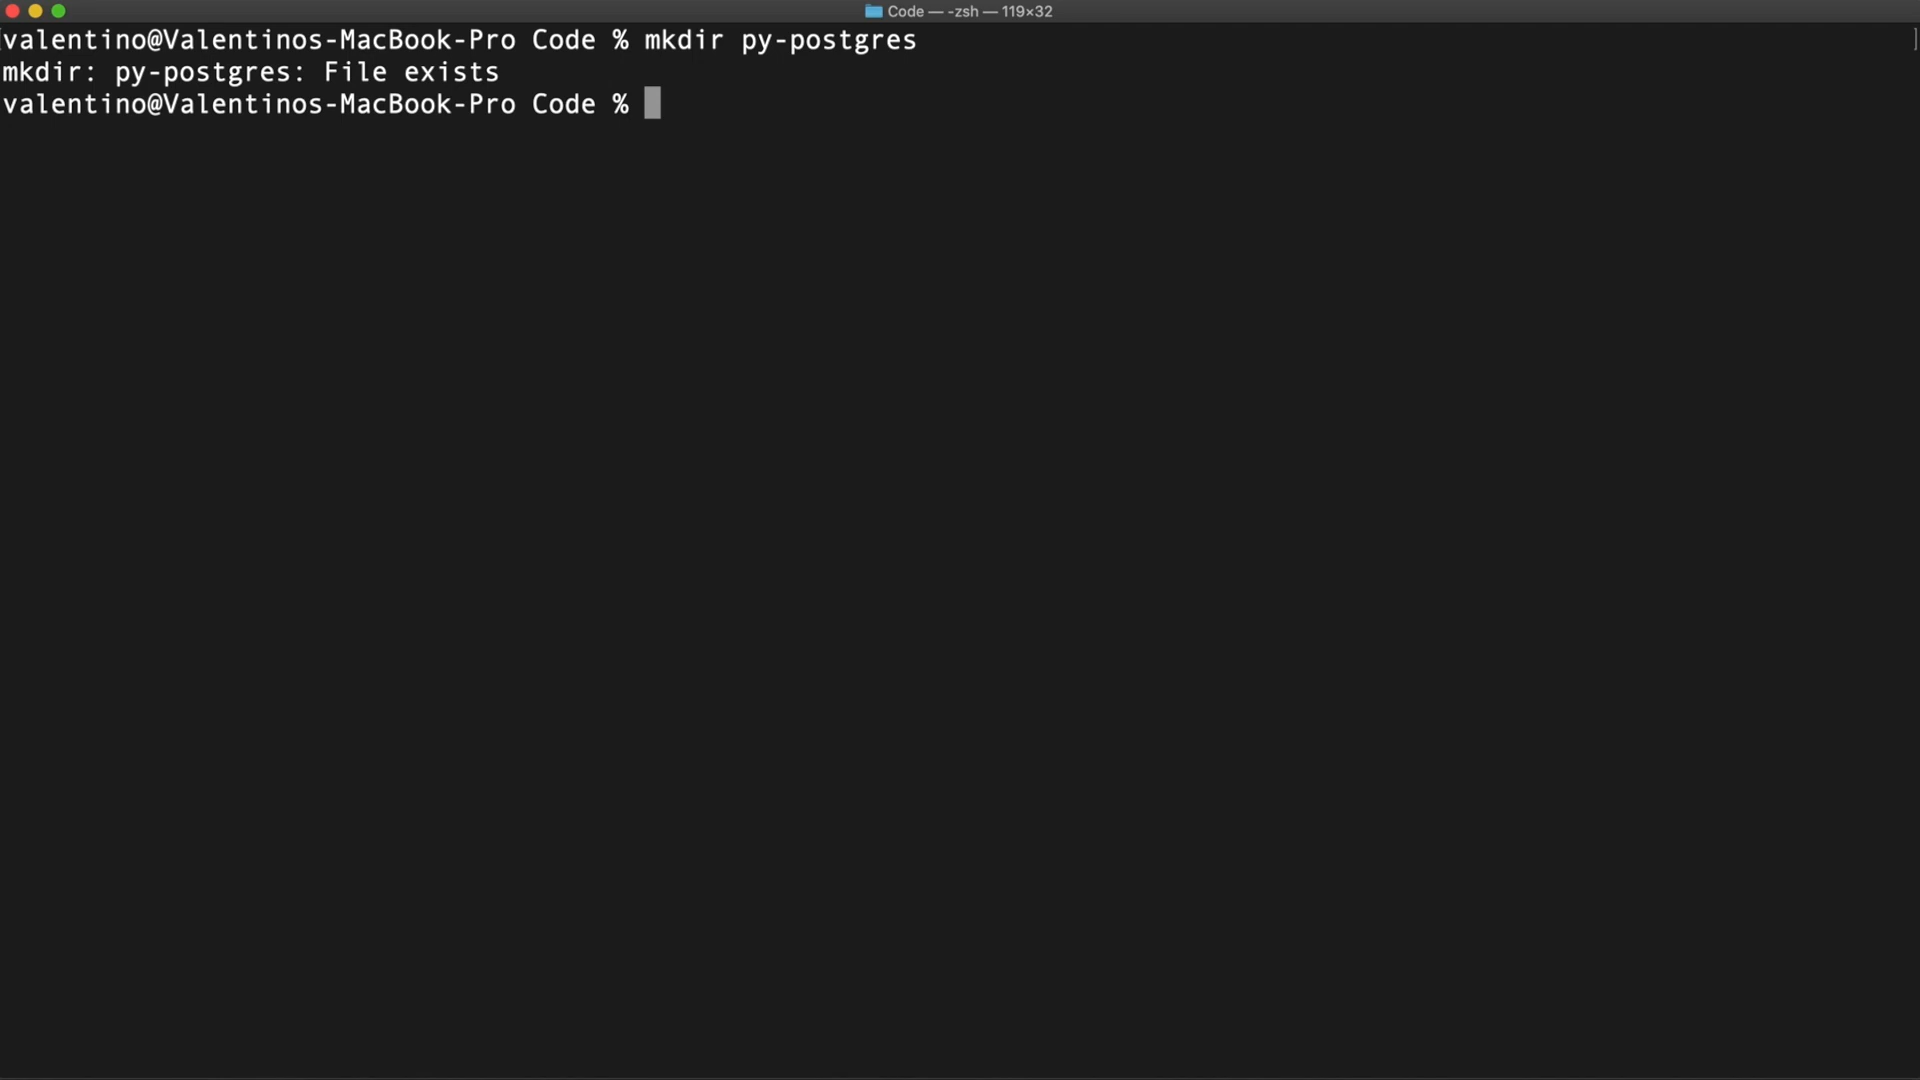 Code — -zsh — 119×32
valentino@Valentinos-MacBook-Pro Code % mkdir py-postgres
mkdir: py-postgres: File exists
valentino@Valentinos-MacBook-Pro Code %